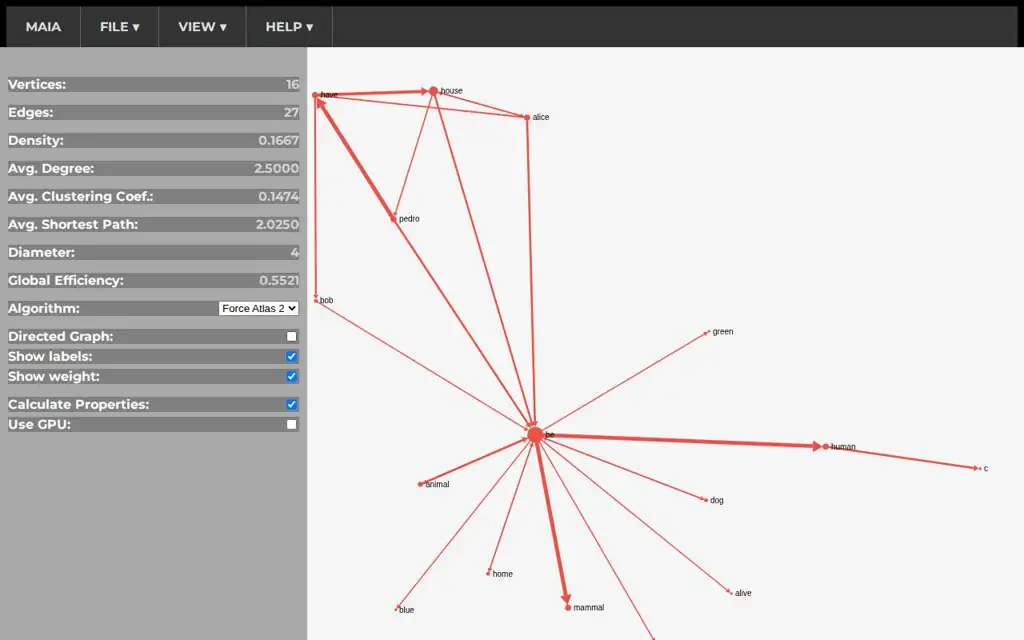 MAIA FILE ▾ VIEW ▾ HELP ▾
Vertices: 16
Edges: 27
Density: 0.1667
Avg. Degree: 2.5000
Avg. Clustering Coef.: 0.1474
Avg. Shortest Path: 2.0250
Diameter: 4
Global Efficiency: 0.5521
Algorithm: Force Atlas 2
Directed Graph:
Show labels:
Show weight:
Calculate Properties:
Use GPU:
have
house
alice
pedro
bob
green
be
human
c
animal
dog
home
alive
blue
mammal